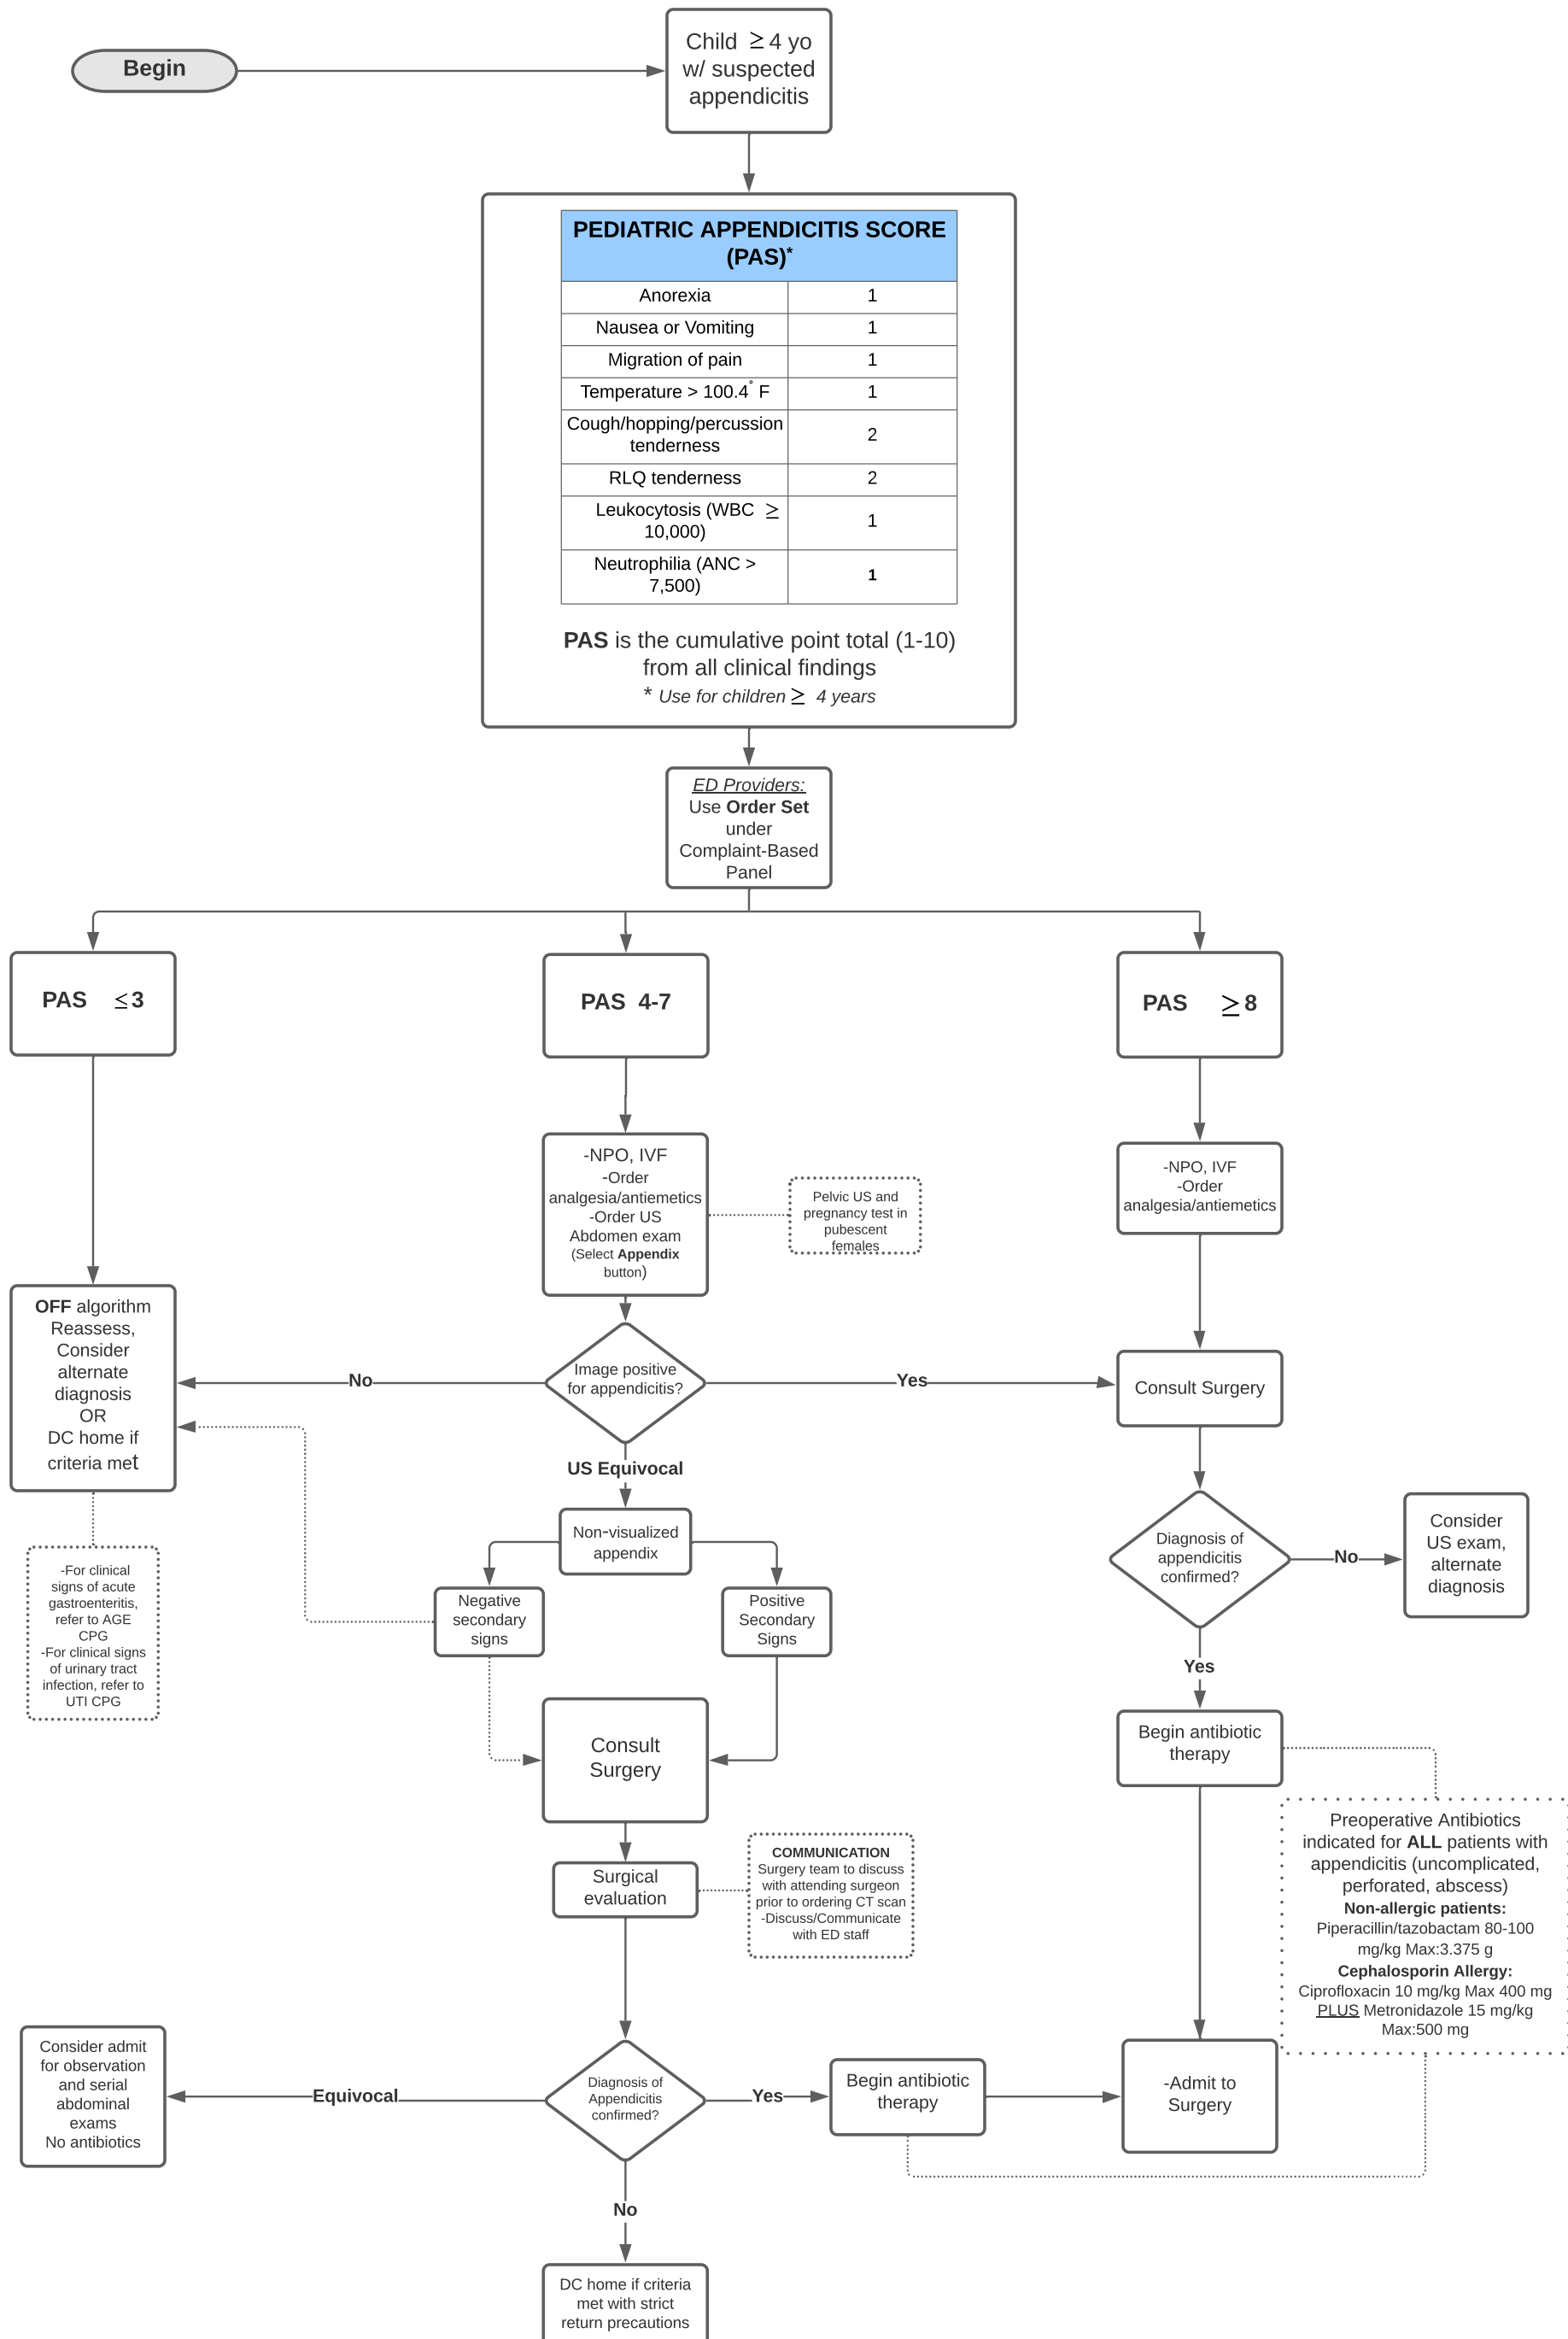 Begin
Child ≥ 4 yo
w/ suspected
appendicitis
PEDIATRIC APPENDICITIS SCORE
(PAS)*
Anorexia 1
Nausea or Vomiting 1
Migration of pain 1
Temperature > 100.4° F 1
Cough/hopping/percussion
tenderness 2
RLQ tenderness 2
Leukocytosis (WBC ≥
10,000) 1
Neutrophilia (ANC >
7,500) 1
PAS is the cumulative point total (1-10)
from all clinical findings
* Use for children ≥ 4 years
ED Providers:
Use Order Set
under
Complaint-Based
Panel
PAS ≤ 3
PAS 4-7
PAS ≥ 8
-NPO, IVF
-Order
analgesia/antiemetics
-Order US
Abdomen exam
(Select Appendix
button)
Pelvic US and
pregnancy test in
pubescent
females
-NPO, IVF
-Order
analgesia/antiemetics
OFF algorithm
Reassess,
Consider
alternate
diagnosis
OR
DC home if
criteria met
No
Image positive
for appendicitis?
Yes
Consult Surgery
US Equivocal
Non-visualized
appendix
Negative
secondary
signs
Positive
Secondary
Signs
-For clinical
signs of acute
gastroenteritis,
refer to AGE
CPG
-For clinical signs
of urinary tract
infection, refer to
UTI CPG
Diagnosis of
appendicitis
confirmed?
No
Consider
US exam,
alternate
diagnosis
Yes
Consult
Surgery
Begin antibiotic
therapy
Surgical
evaluation
COMMUNICATION
Surgery team to discuss
with attending surgeon
prior to ordering CT scan
-Discuss/Communicate
with ED staff
Preoperative Antibiotics
indicated for ALL patients with
appendicitis (uncomplicated,
perforated, abscess)
Non-allergic patients:
Piperacillin/tazobactam 80-100
mg/kg Max:3.375 g
Cephalosporin Allergy:
Ciprofloxacin 10 mg/kg Max 400 mg
PLUS Metronidazole 15 mg/kg
Max:500 mg
Consider admit
for observation
and serial
abdominal
exams
No antibiotics
Equivocal
Diagnosis of
Appendicitis
confirmed?
Yes
Begin antibiotic
therapy
-Admit to
Surgery
No
DC home if criteria
met with strict
return precautions